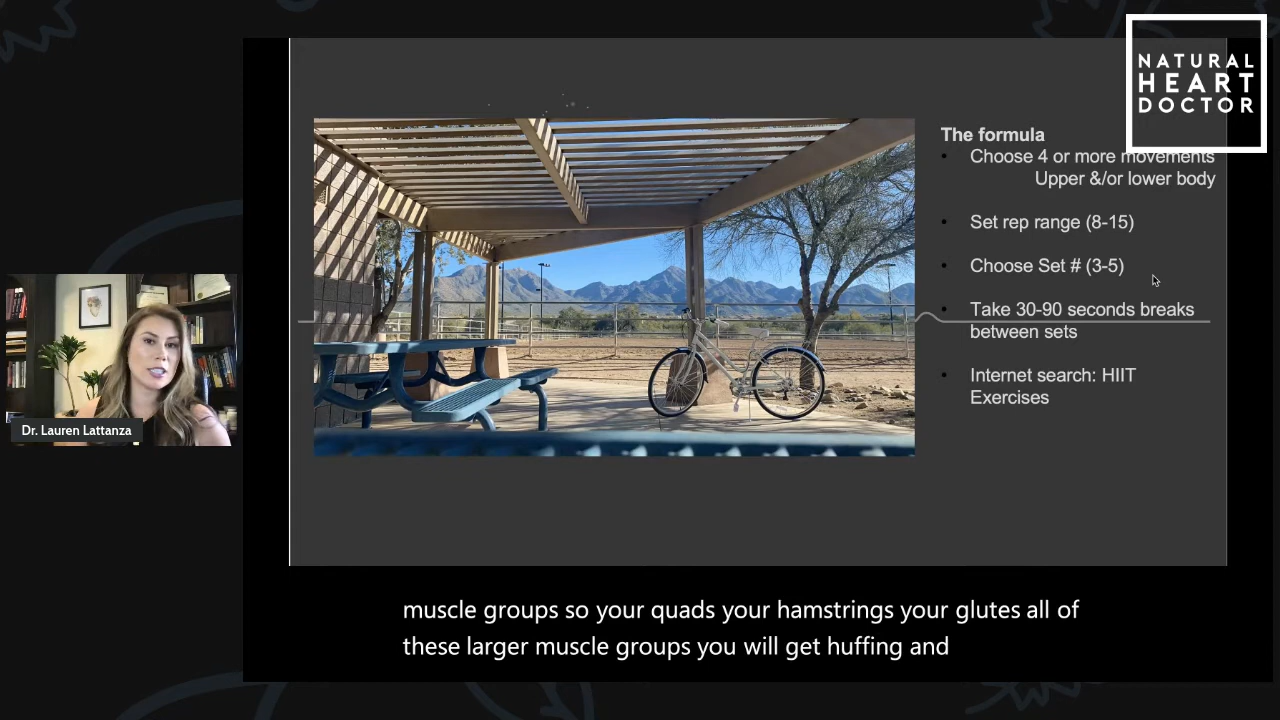 NATURAL
HEART
DOCTOR
The formula
• Choose 4 or more movements
Upper &/or lower body
• Set rep range (8-15)
• Choose Set # (3-5)
• Take 30-90 seconds breaks
between sets
• Internet search: HIIT
Exercises
Dr. Lauren Lattanza
muscle groups so your quads your hamstrings your glutes all of
these larger muscle groups you will get huffing and